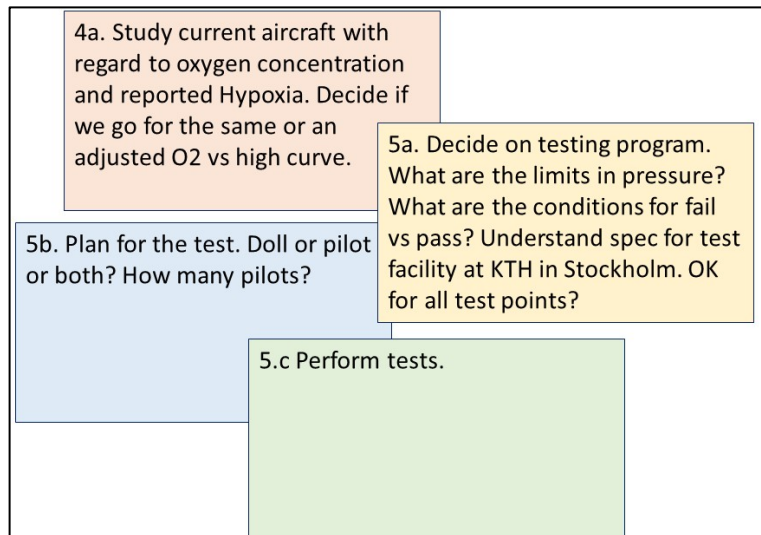 4a. Study current aircraft with
regard to oxygen concentration
and reported Hypoxia. Decide if
we go for the same or an
adjusted O2 vs high curve.
5a. Decide on testing program.
What are the limits in pressure?
What are the conditions for fail
vs pass? Understand spec for test
facility at KTH in Stockholm. OK
for all test points?
5b. Plan for the test. Doll or pilot
or both? How many pilots?
5.c Perform tests.